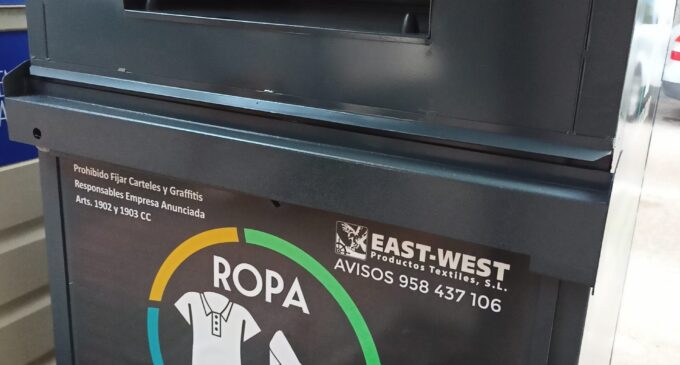 Prohibido Fijar Carteles y Graffitis
Responsables Empresa Anunciada
Arts. 1902 y 1903 CC
EAST-WEST
Productos Textiles, S.L.
AVISOS 958 437 106
ROPA